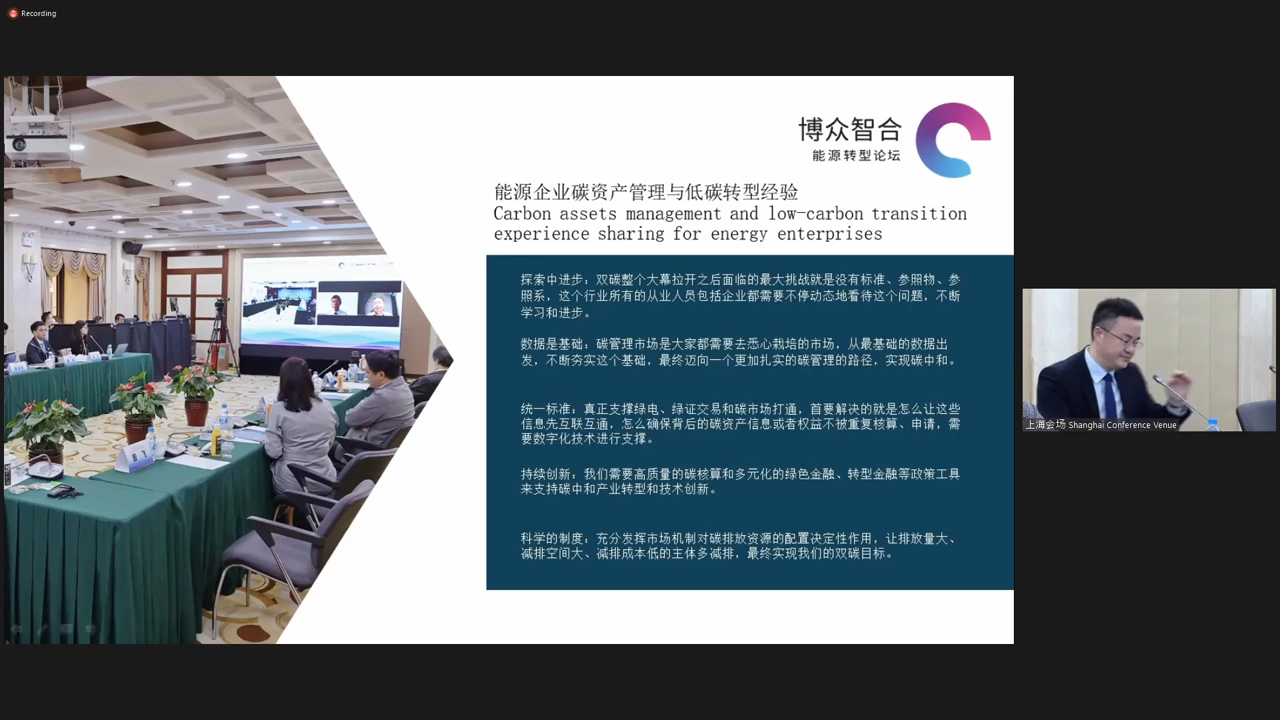 Recording
博众智合
能源转型论坛
能源企业碳资产管理与低碳转型经验
Carbon assets management and low-carbon transition
experience sharing for energy enterprises
探索中进步：双碳整个大幕拉开之后面临的最大挑战就是没有标准、参照物、参
照系，这个行业所有的从业人员包括企业都需要不停动态地看待这个问题，不断
学习和进步。
数据是基础：碳管理市场是大家都需要去悉心栽培的市场，从最基础的数据出
发，不断夯实这个基础，最终迈向一个更加扎实的碳管理的路径，实现碳中和。
统一标准：真正支撑绿电、绿证交易和碳市场打通，首要解决的就是怎么让这些
信息先互联互通，怎么确保背后的碳资产信息或者权益不被重复核算、申请，需
要数字化技术进行支撑。
持续创新：我们需要高质量的碳核算和多元化的绿色金融、转型金融等政策工具
来支持碳中和产业转型和技术创新。
科学的制度：充分发挥市场机制对碳排放资源的配置决定性作用，让排放量大、
减排空间大、减排成本低的主体多减排，最终实现我们的双碳目标。
上海会场 Shanghai Conference Venue